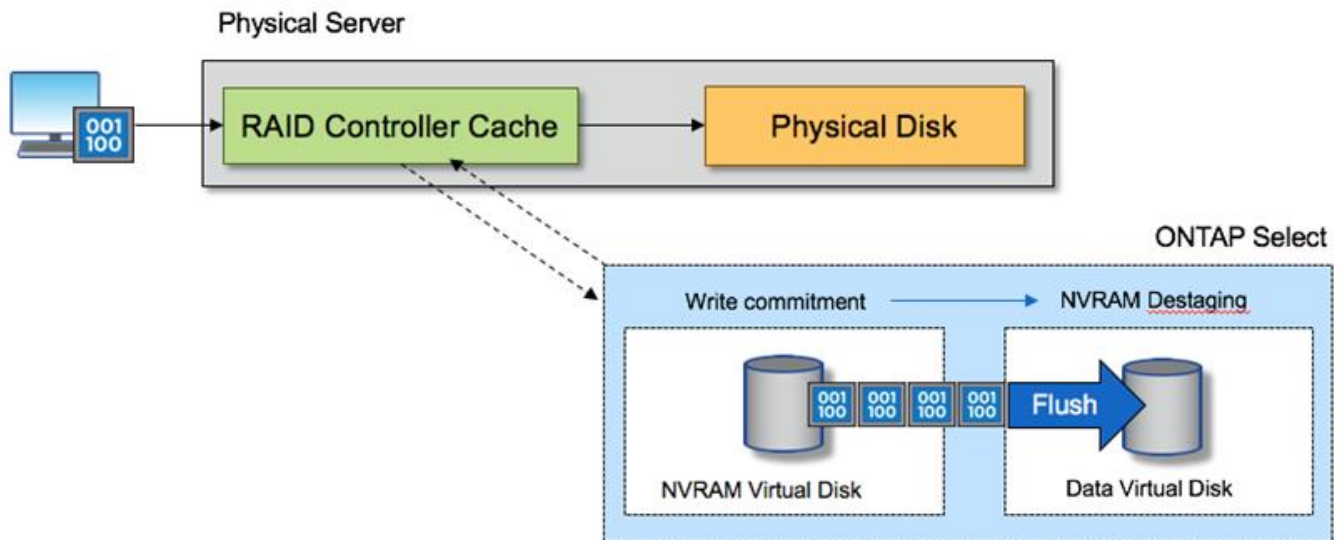 Physical Server
001
100
RAID Controller Cache
Physical Disk
ONTAP Select
Write commitment
NVRAM Destaging
001
100
001
100
001
100
001
100
Flush
NVRAM Virtual Disk
Data Virtual Disk